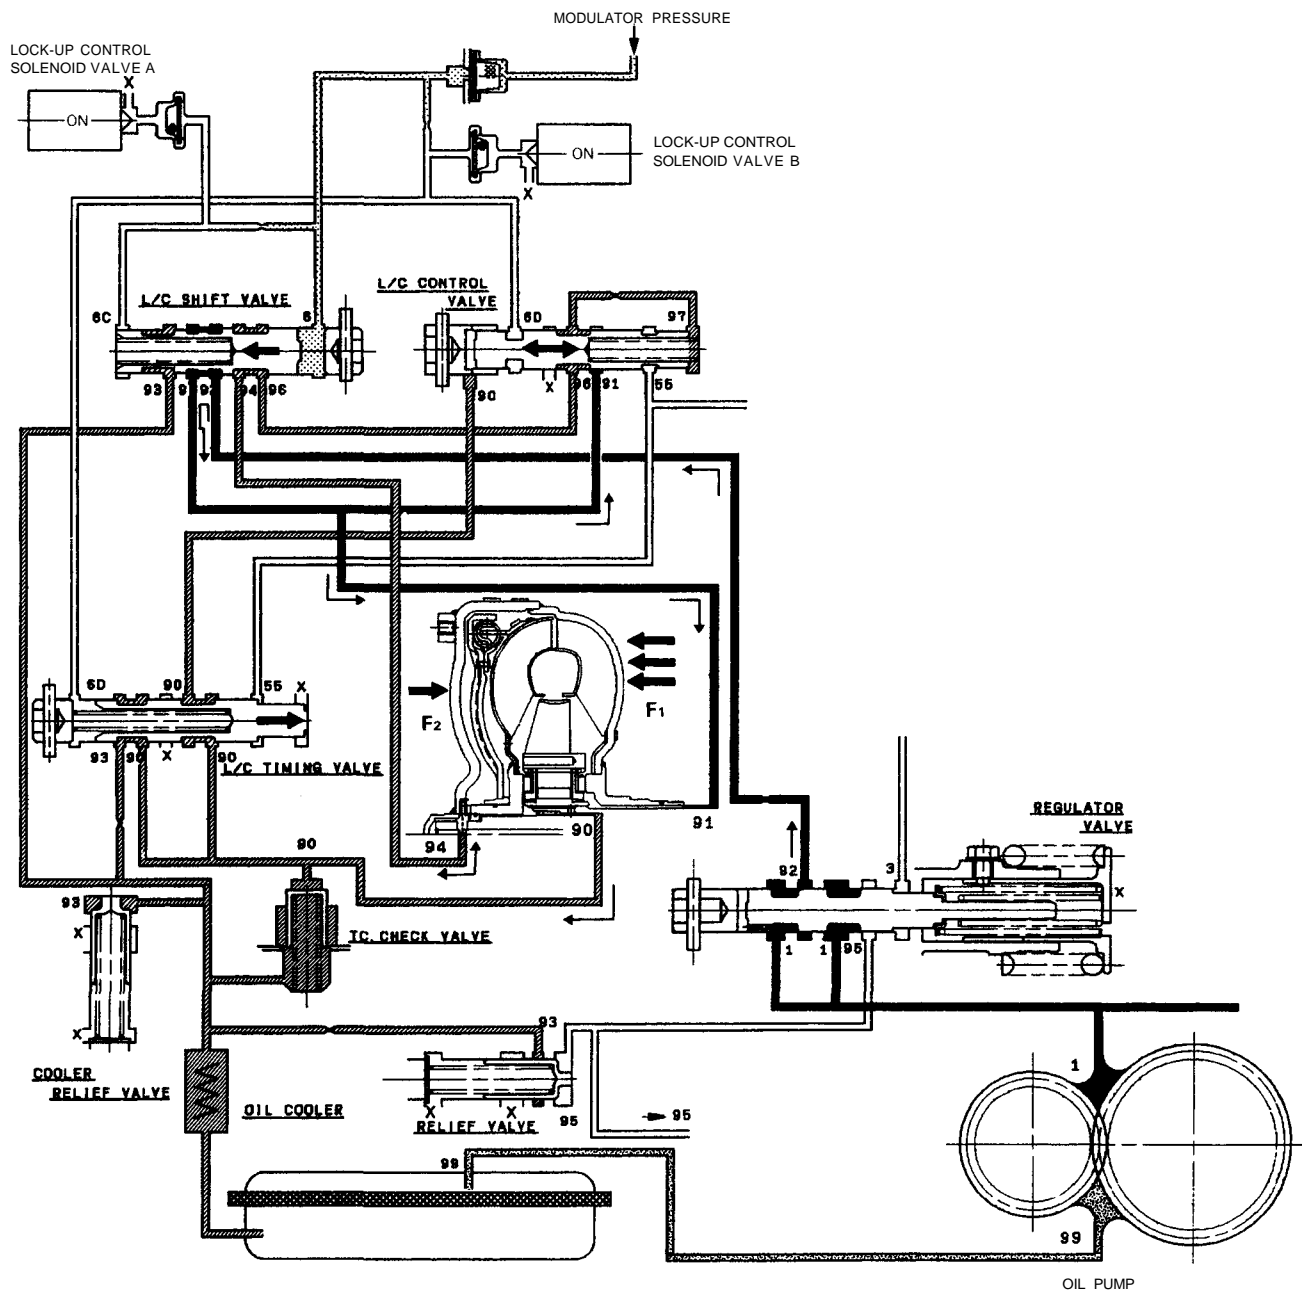 MODULATOR PRESSURE
LOCK-UP CONTROL
SOLENOID VALVE A
X
ON
LOCK-UP CONTROL
SOLENOID VALVE B
ON
X
L/C SHIFT VALVE
L/C CONTROL
VALVE
6C
6
6D
97
93
92
94
96
90
X
96
91
55
6D
90
55
X
93
90
X
90
L/C TIMING VALVE
F2
F1
94
90
91
90
TC. CHECK VALVE
93
X
X
COOLER
RELIEF VALVE
OIL COOLER
REGULATOR
VALVE
92
3
X
1
1
95
93
X
X
RELIEF VALVE
95
95
99
1
99
OIL PUMP